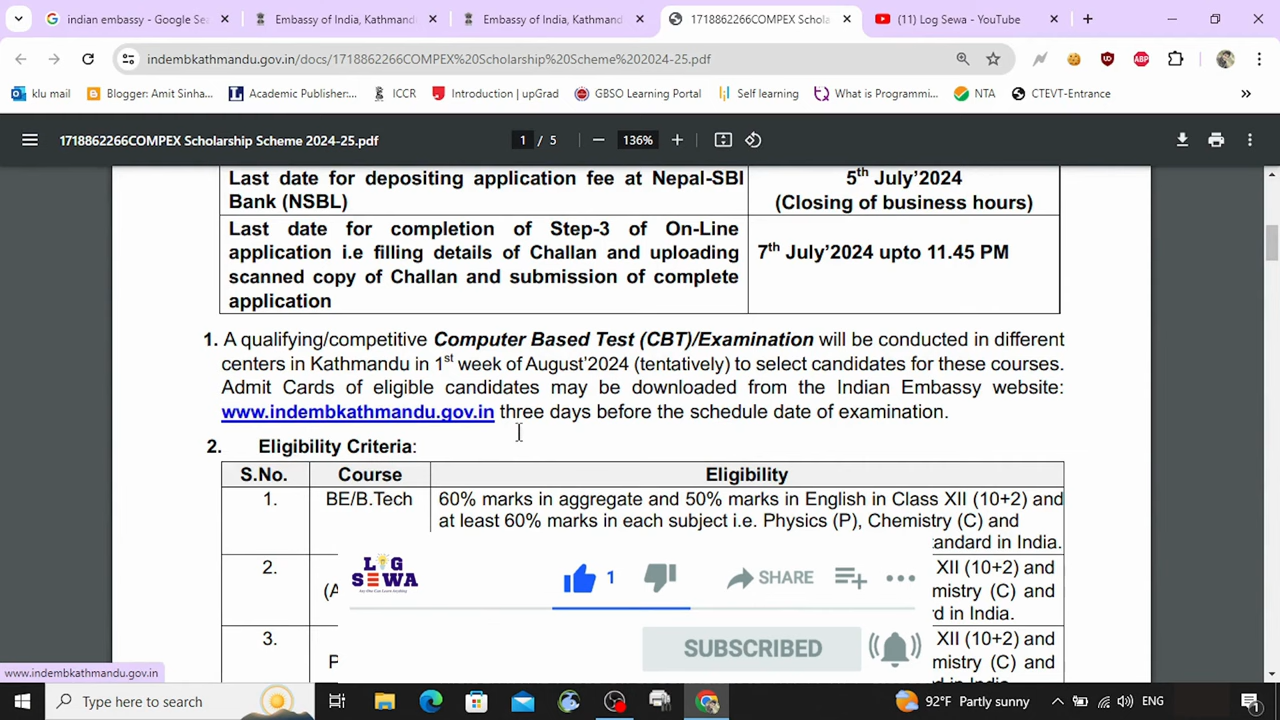 indian embassy - Google Se
Embassy of India, Kathmand
Embassy of India, Kathmand
1718862266COMPEX Schola
(11) Log Sewa - YouTube
indembkathmandu.gov.in/docs/1718862266COMPEX%20Scholarship%20Scheme%202024-25.pdf
klu mail
Blogger: Amit Sinha...
Academic Publisher:...
ICCR
Introduction | upGrad
GBSO Learning Portal
Self learning
What is Programmi...
NTA
CTEVT-Entrance
1718862266COMPEX Scholarship Scheme 2024-25.pdf
1 / 5
136%
Last date for depositing application fee at Nepal-SBI
Bank (NSBL)
5th July'2024
(Closing of business hours)
Last date for completion of Step-3 of On-Line
application i.e filling details of Challan and uploading
scanned copy of Challan and submission of complete
application
7th July'2024 upto 11.45 PM
1. A qualifying/competitive Computer Based Test (CBT)/Examination will be conducted in different
centers in Kathmandu in 1st week of August'2024 (tentatively) to select candidates for these courses.
Admit Cards of eligible candidates may be downloaded from the Indian Embassy website:
www.indembkathmandu.gov.in three days before the schedule date of examination.
2. Eligibility Criteria:
S.No. Course Eligibility
1. BE/B.Tech 60% marks in aggregate and 50% marks in English in Class XII (10+2) and
at least 60% marks in each subject i.e. Physics (P), Chemistry (C) and
andard in India.
2. XII (10+2) and
(A mistry (C) and
d in India.
3. XII (10+2) and
P mistry (C) and
LOG
SEWA
1
SHARE
SUBSCRIBED
www.indembkathmandu.gov.in
Type here to search
92°F Partly sunny
ENG
1